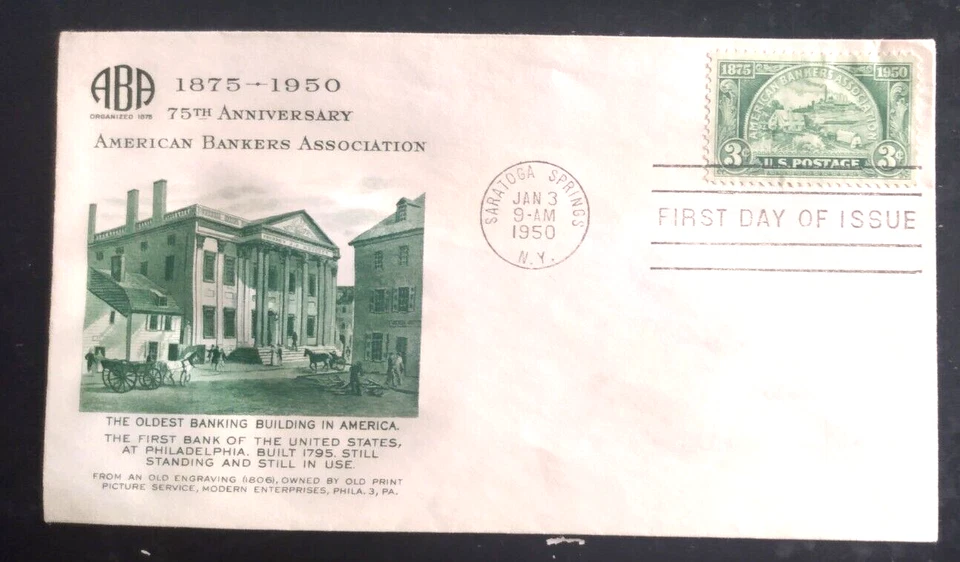 ABA
ORGANIZED 1875
1875-1950
75TH ANNIVERSARY
AMERICAN BANKERS ASSOCIATION
1875
1950
AMERICAN BANKERS ASSOCIATION
3¢
U.S. POSTAGE
3¢
SARATOGA SPRINGS
JAN 3
9-AM
1950
N.Y.
FIRST DAY OF ISSUE
THE OLDEST BANKING BUILDING IN AMERICA.
THE FIRST BANK OF THE UNITED STATES,
AT PHILADELPHIA. BUILT 1795. STILL
STANDING AND STILL IN USE.
FROM AN OLD ENGRAVING (1806), OWNED BY OLD PRINT
PICTURE SERVICE, MODERN ENTERPRISES, PHILA. 3, PA.